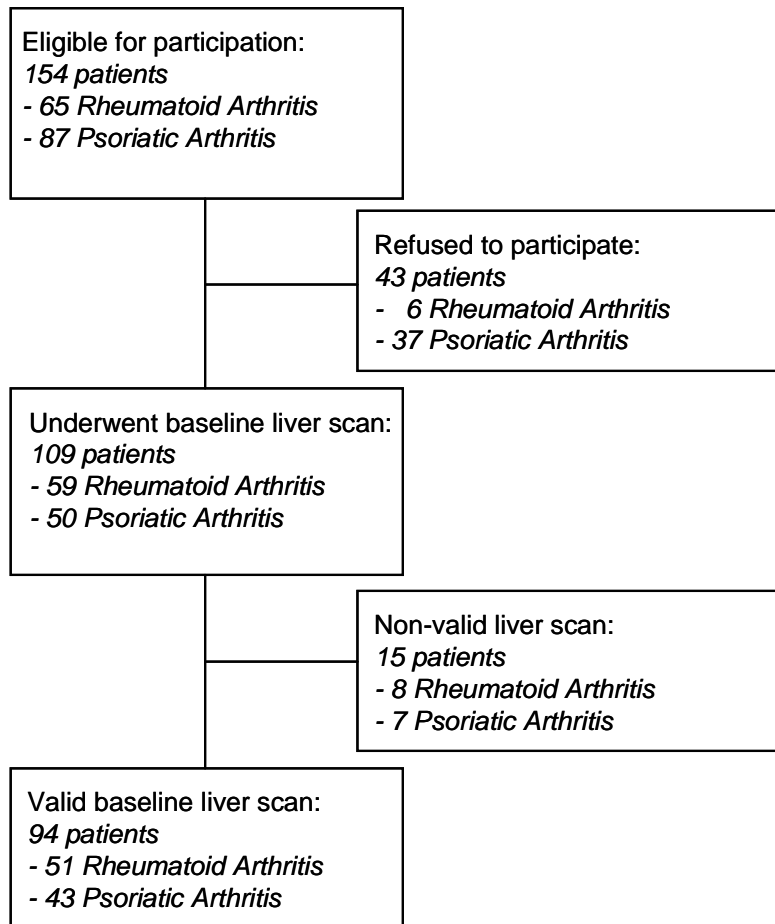 Eligible for participation:
154 patients
- 65 Rheumatoid Arthritis
- 87 Psoriatic Arthritis
Refused to participate:
43 patients
-   6 Rheumatoid Arthritis
- 37 Psoriatic Arthritis
Underwent baseline liver scan:
109 patients
- 59 Rheumatoid Arthritis
- 50 Psoriatic Arthritis
Non-valid liver scan:
15 patients
- 8 Rheumatoid Arthritis
- 7 Psoriatic Arthritis
Valid baseline liver scan:
94 patients
- 51 Rheumatoid Arthritis
- 43 Psoriatic Arthritis